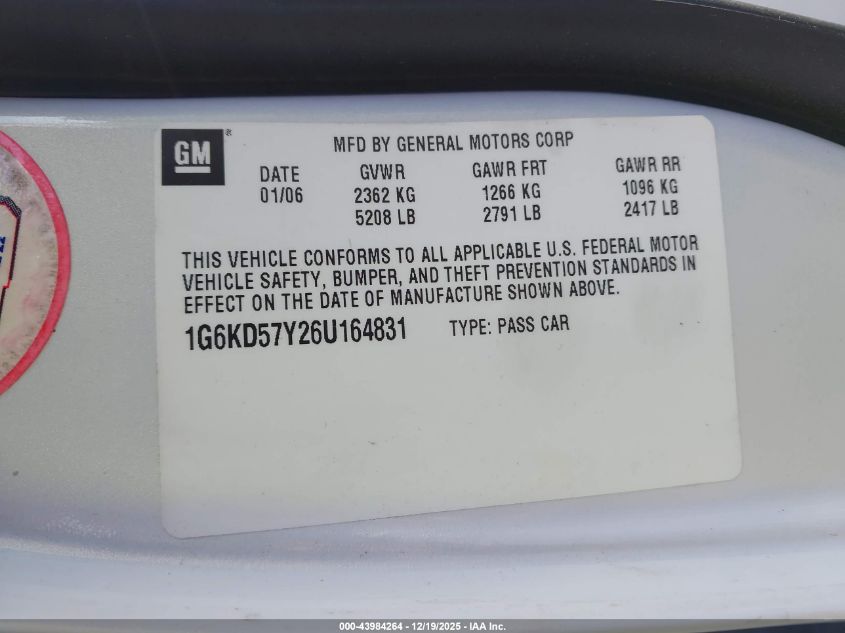 GM®
MFD BY GENERAL MOTORS CORP
DATE GVWR GAWR FRT GAWR RR
01/06 2362 KG 1266 KG 1096 KG
5208 LB 2791 LB 2417 LB
THIS VEHICLE CONFORMS TO ALL APPLICABLE U.S. FEDERAL MOTOR
VEHICLE SAFETY, BUMPER, AND THEFT PREVENTION STANDARDS IN
EFFECT ON THE DATE OF MANUFACTURE SHOWN ABOVE.
1G6KD57Y26U164831 TYPE: PASS CAR
000-43984264 - 12/19/2025 - IAA Inc.